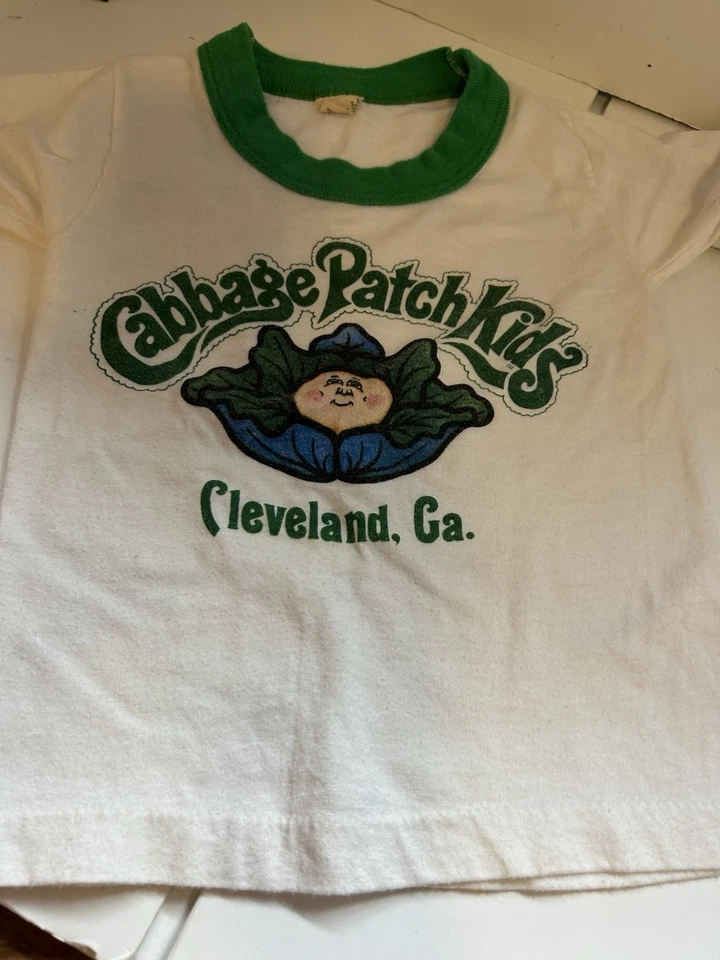 Cabbage Patch Kids
Cleveland, Ga.